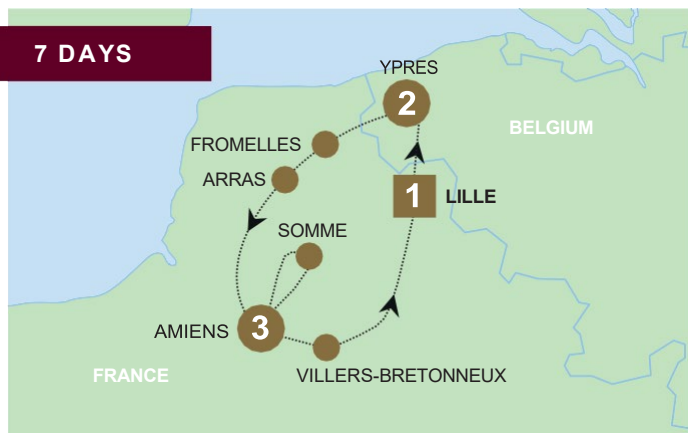 7 DAYS
YPRES
2
BELGIUM
FROMELLES
ARRAS
1
LILLE
SOMME
AMIENS
3
FRANCE
VILLERS-BRETONNEUX